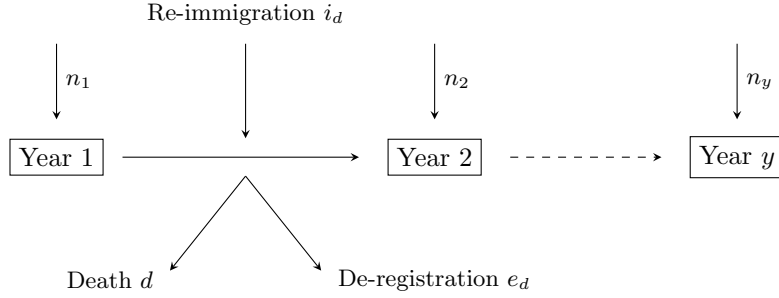 Re-immigration i_d
n_1
n_2
n_y
Year 1
Year 2
Year y
Death d
De-registration e_d